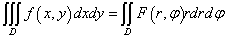 ∭_D f(x,y)dxdy = ∬_D F(r,φ)rdrdφ